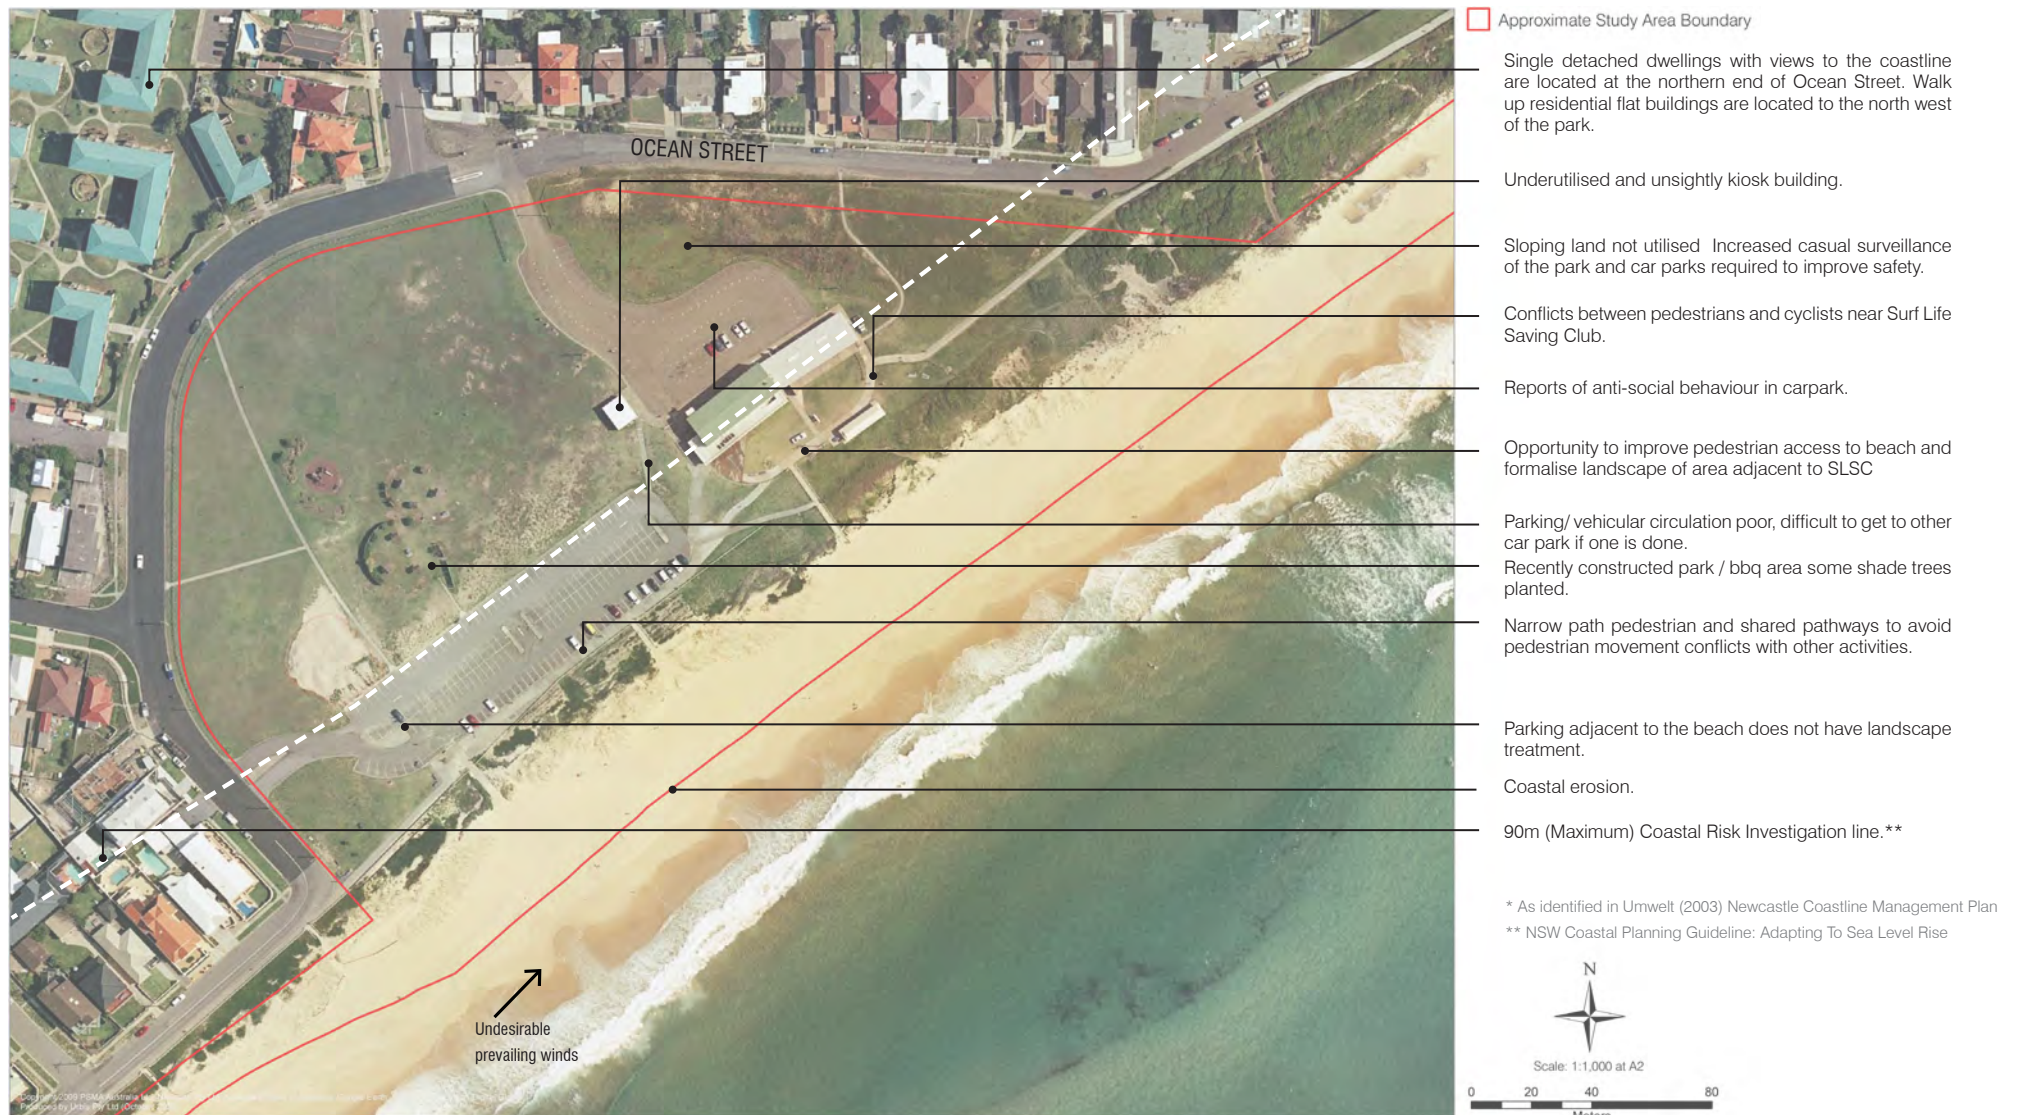 Approximate Study Area Boundary
Single detached dwellings with views to the coastline
are located at the northern end of Ocean Street. Walk
up residential flat buildings are located to the north west
of the park.
OCEAN STREET
Underutilised and unsightly kiosk building.
Sloping land not utilised Increased casual surveillance
of the park and car parks required to improve safety.
Conflicts between pedestrians and cyclists near Surf Life
Saving Club.
Reports of anti-social behaviour in carpark.
Opportunity to improve pedestrian access to beach and
formalise landscape of area adjacent to SLSC
Parking/ vehicular circulation poor, difficult to get to other
car park if one is done.
Recently constructed park / bbq area some shade trees
planted.
Narrow path pedestrian and shared pathways to avoid
pedestrian movement conflicts with other activities.
Parking adjacent to the beach does not have landscape
treatment.
Coastal erosion.
90m (Maximum) Coastal Risk Investigation line.**
* As identified in Umwelt (2003) Newcastle Coastline Management Plan
** NSW Coastal Planning Guideline: Adapting To Sea Level Rise
Undesirable
prevailing winds
N
Scale: 1:1,000 at A2
0 20 40 80
Meters